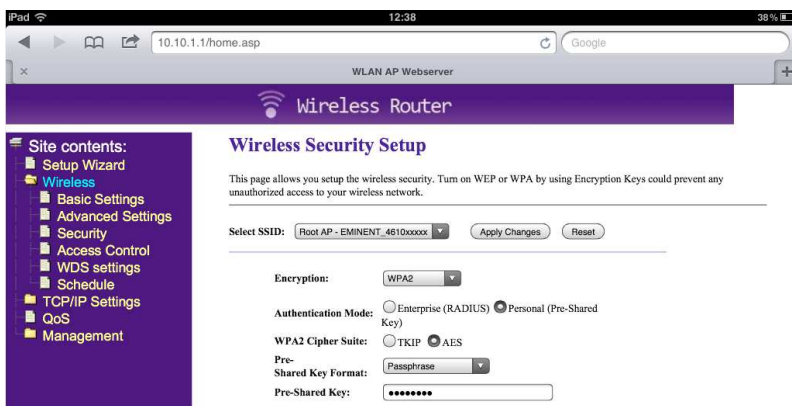 iPad 12:38 38%
10.10.1.1/home.asp Google
WLAN AP Webserver
Wireless Router
Site contents:
Setup Wizard
Wireless
Basic Settings
Advanced Settings
Security
Access Control
WDS settings
Schedule
TCP/IP Settings
QoS
Management
Wireless Security Setup
This page allows you setup the wireless security. Turn on WEP or WPA by using Encryption Keys could prevent any
unauthorized access to your wireless network.
Select SSID: Root AP - EMINENT_4610xxxxx Apply Changes Reset
Encryption: WPA2
Authentication Mode: Enterprise (RADIUS) Personal (Pre-Shared
Key)
WPA2 Cipher Suite: TKIP AES
Pre-
Shared Key Format: Passphrase
Pre-Shared Key: ••••••••